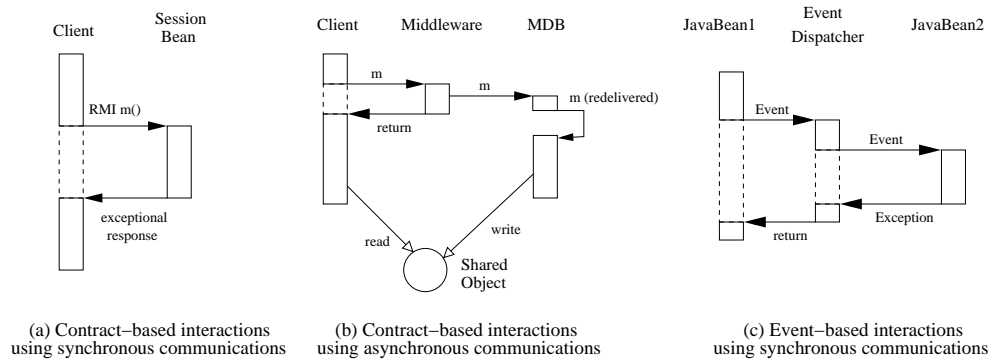 Client
Session
Bean
RMI m()
exceptional
response
(a) Contract−based interactions
using synchronous communications
Client
Middleware
MDB
m
m
m (redelivered)
return
read
write
Shared
Object
(b) Contract−based interactions
using asynchronous communications
JavaBean1
Event
Dispatcher
JavaBean2
Event
Event
Exception
return
(c) Event−based interactions
using synchronous communications